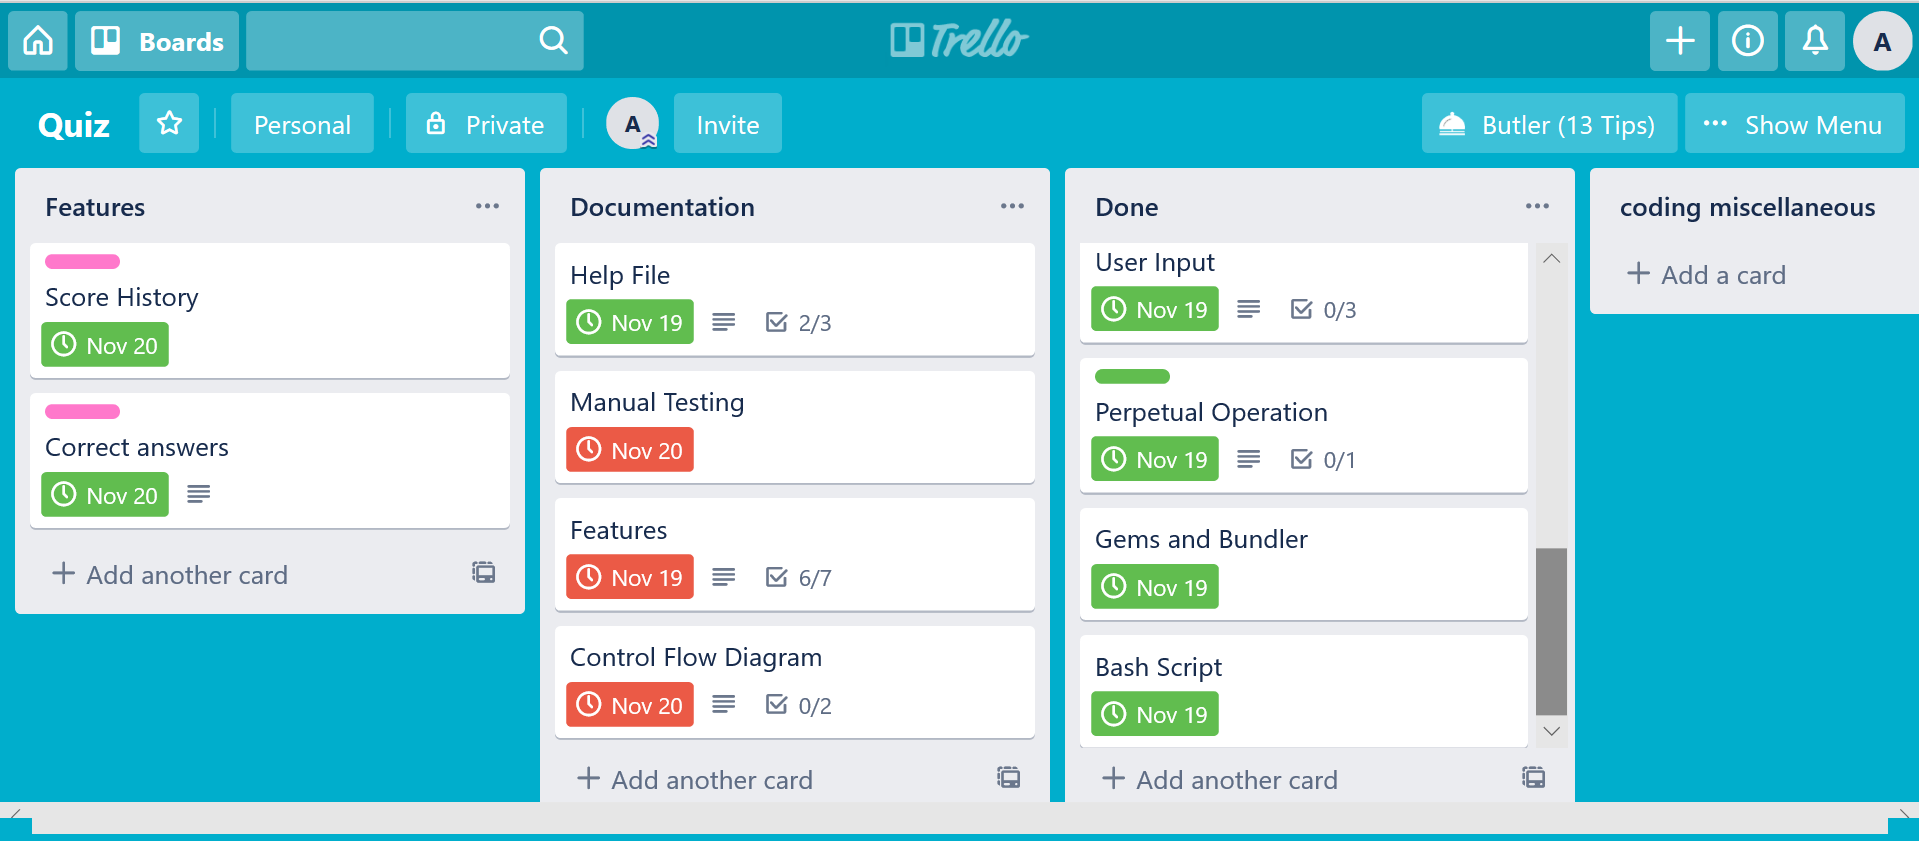 Boards
Trello
A
Quiz
Personal
Private
A
Invite
Butler (13 Tips)
Show Menu
Features
Score History
Nov 20
Correct answers
Nov 20
Add another card
Documentation
Help File
Nov 19 2/3
Manual Testing
Nov 20
Features
Nov 19 6/7
Control Flow Diagram
Nov 20 0/2
Add another card
Done
User Input
Nov 19 0/3
Perpetual Operation
Nov 19 0/1
Gems and Bundler
Nov 19
Bash Script
Nov 19
Add another card
coding miscellaneous
Add a card